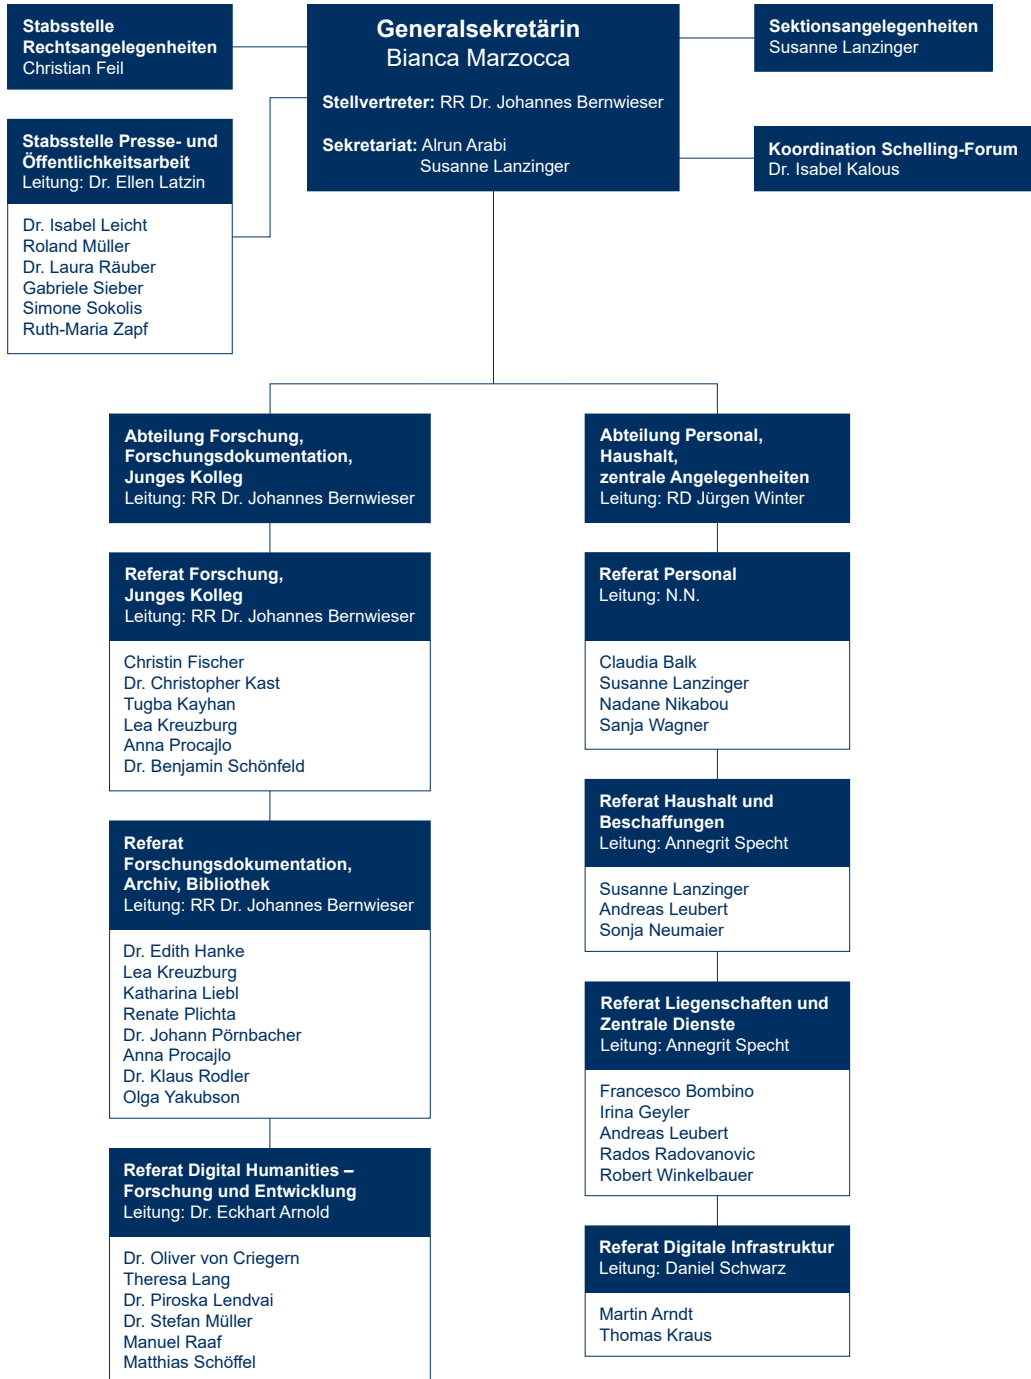 Stabsstelle
Rechtsangelegenheiten
Christian Feil
Generalsekretärin
Bianca Marzocca
Stellvertreter: RR Dr. Johannes Bernwieser
Sekretariat: Alrun Arabi
Susanne Lanzinger
Sektionsangelegenheiten
Susanne Lanzinger
Koordination Schelling-Forum
Dr. Isabel Kalous
Stabsstelle Presse- und
Öffentlichkeitsarbeit
Leitung: Dr. Ellen Latzin
Dr. Isabel Leicht
Roland Müller
Dr. Laura Räuber
Gabriele Sieber
Simone Sokolis
Ruth-Maria Zapf
Abteilung Forschung,
Forschungsdokumentation,
Junges Kolleg
Leitung: RR Dr. Johannes Bernwieser
Referat Forschung,
Junges Kolleg
Leitung: RR Dr. Johannes Bernwieser
Christin Fischer
Dr. Christopher Kast
Tugba Kayhan
Lea Kreuzburg
Anna Procajlo
Dr. Benjamin Schönfeld
Referat
Forschungsdokumentation,
Archiv, Bibliothek
Leitung: RR Dr. Johannes Bernwieser
Dr. Edith Hanke
Lea Kreuzburg
Katharina Liebl
Renate Plichta
Dr. Johann Pörnbacher
Anna Procajlo
Dr. Klaus Rodler
Olga Yakubson
Referat Digital Humanities –
Forschung und Entwicklung
Leitung: Dr. Eckhart Arnold
Dr. Oliver von Criegern
Theresa Lang
Dr. Piroska Lendvai
Dr. Stefan Müller
Manuel Raaf
Matthias Schöffel
Abteilung Personal,
Haushalt,
zentrale Angelegenheiten
Leitung: RD Jürgen Winter
Referat Personal
Leitung: N.N.
Claudia Balk
Susanne Lanzinger
Nadane Nikabou
Sanja Wagner
Referat Haushalt und
Beschaffungen
Leitung: Annegrit Specht
Susanne Lanzinger
Andreas Leubert
Sonja Neumaier
Referat Liegenschaften und
Zentrale Dienste
Leitung: Annegrit Specht
Francesco Bombino
Irina Geyler
Andreas Leubert
Rados Radovanovic
Robert Winkelbauer
Referat Digitale Infrastruktur
Leitung: Daniel Schwarz
Martin Arndt
Thomas Kraus